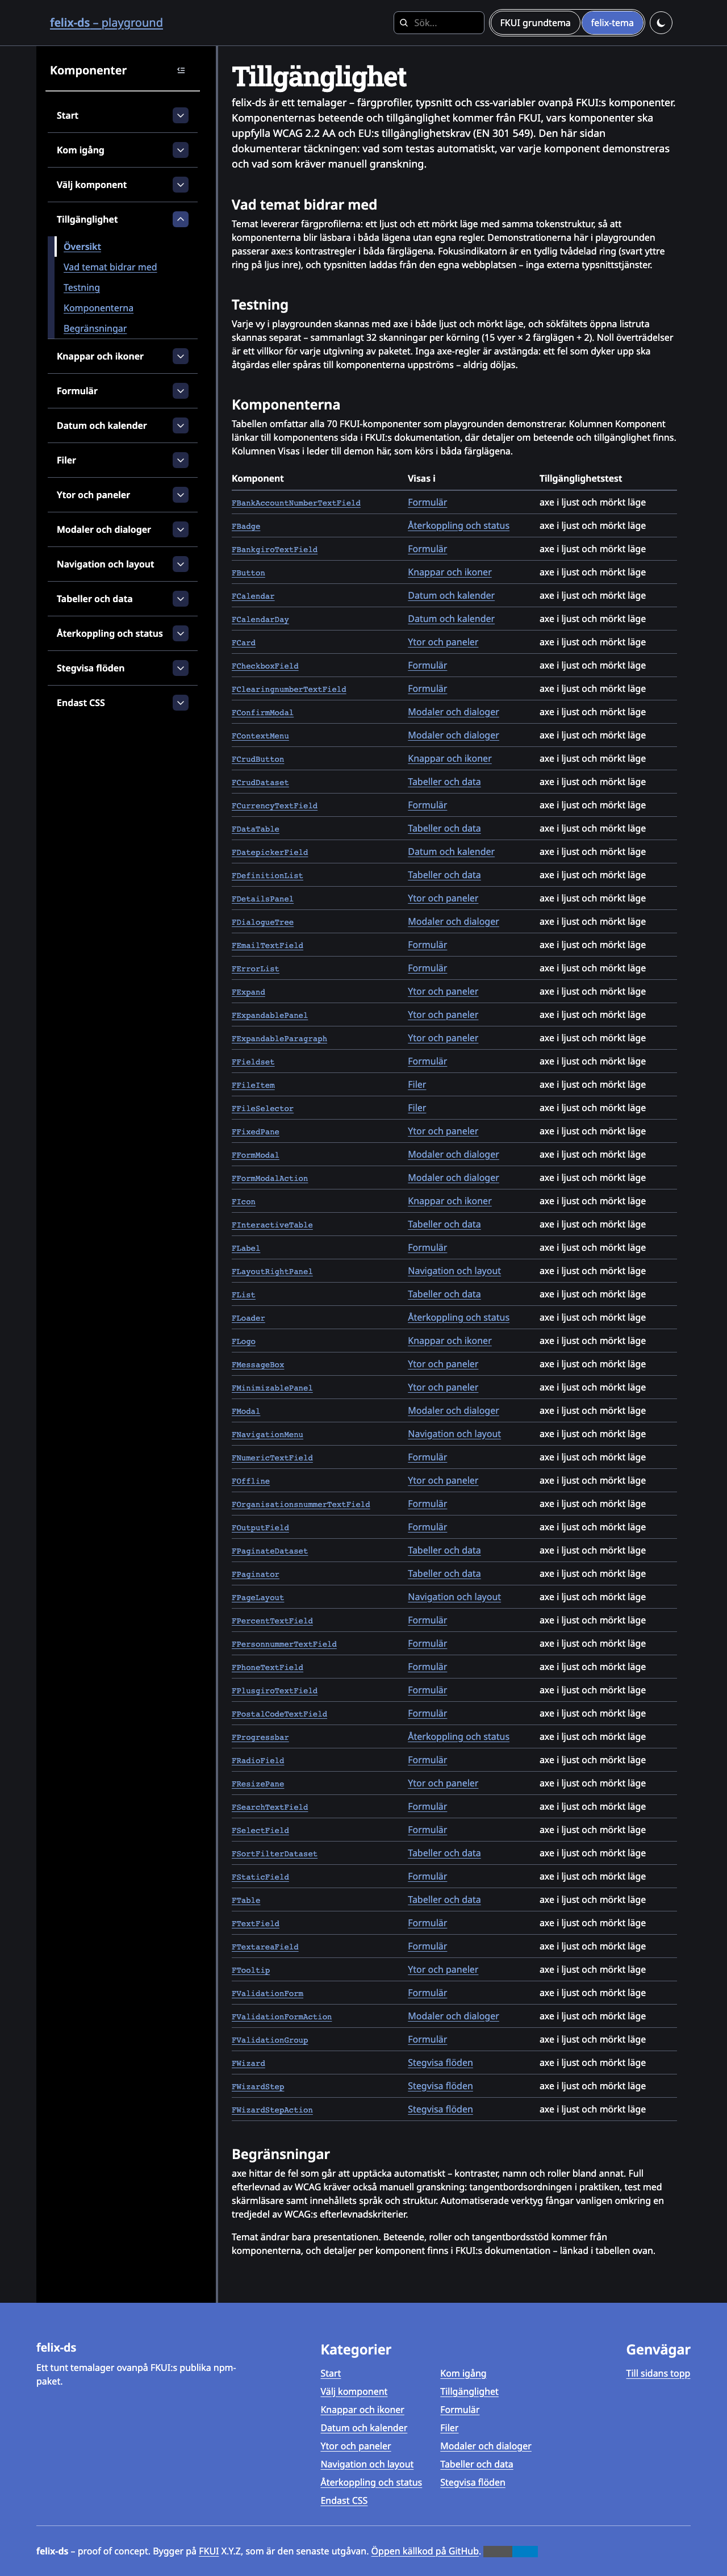 felix-ds – playground
Sök...
FKUI grundtema
felix-tema
Komponenter
Start
Kom igång
Välj komponent
Tillgänglighet
Översikt
Vad temat bidrar med
Testning
Komponenterna
Begränsningar
Knappar och ikoner
Formulär
Datum och kalender
Filer
Ytor och paneler
Modaler och dialoger
Navigation och layout
Tabeller och data
Återkoppling och status
Stegvisa flöden
Endast CSS
Tillgänglighet
felix-ds är ett temalager – färgprofiler, typsnitt och css-variabler ovanpå FKUI:s komponenter.
Komponenternas beteende och tillgänglighet kommer från FKUI, vars komponenter ska
uppfylla WCAG 2.2 AA och EU:s tillgänglighetskrav (EN 301 549). Den här sidan
dokumenterar täckningen: vad som testas automatiskt, var varje komponent demonstreras
och vad som kräver manuell granskning.
Vad temat bidrar med
Temat levererar färgprofilerna: ett ljust och ett mörkt läge med samma tokenstruktur, så att
komponenterna blir läsbara i båda lägena utan egna regler. Demonstrationerna här i playgrounden
passerar axe:s kontrastregler i båda färglägena. Fokusindikatorn är en tydlig tvådelad ring (svart yttre
ring på ljus inre), och typsnitten laddas från den egna webbplatsen – inga externa typsnittstjänster.
Testning
Varje vy i playgrounden skannas med axe i både ljust och mörkt läge, och sökfältets öppna listruta
skannas separat – sammanlagt 32 skanningar per körning (15 vyer × 2 färglägen + 2). Noll överträdelser
är ett villkor för varje utgivning av paketet. Inga axe-regler är avstängda: ett fel som dyker upp ska
åtgärdas eller spåras till komponenterna uppströms – aldrig döljas.
Komponenterna
Tabellen omfattar alla 70 FKUI-komponenter som playgrounden demonstrerar. Kolumnen Komponent
länkar till komponentens sida i FKUI:s dokumentation, där detaljer om beteende och tillgänglighet finns.
Kolumnen Visas i leder till demon här, som körs i båda färglägena.
Komponent Visas i Tillgänglighetstest
FBankAccountNumberTextField Formulär axe i ljust och mörkt läge
FBadge Återkoppling och status axe i ljust och mörkt läge
FBankgiroTextField Formulär axe i ljust och mörkt läge
FButton Knappar och ikoner axe i ljust och mörkt läge
FCalendar Datum och kalender axe i ljust och mörkt läge
FCalendarDay Datum och kalender axe i ljust och mörkt läge
FCard Ytor och paneler axe i ljust och mörkt läge
FCheckboxField Formulär axe i ljust och mörkt läge
FClearingnumberTextField Formulär axe i ljust och mörkt läge
FConfirmModal Modaler och dialoger axe i ljust och mörkt läge
FContextMenu Modaler och dialoger axe i ljust och mörkt läge
FCrudButton Knappar och ikoner axe i ljust och mörkt läge
FCrudDataset Tabeller och data axe i ljust och mörkt läge
FCurrencyTextField Formulär axe i ljust och mörkt läge
FDataTable Tabeller och data axe i ljust och mörkt läge
FDatepickerField Datum och kalender axe i ljust och mörkt läge
FDefinitionList Tabeller och data axe i ljust och mörkt läge
FDetailsPanel Ytor och paneler axe i ljust och mörkt läge
FDialogueTree Modaler och dialoger axe i ljust och mörkt läge
FEmailTextField Formulär axe i ljust och mörkt läge
FErrorList Formulär axe i ljust och mörkt läge
FExpand Ytor och paneler axe i ljust och mörkt läge
FExpandablePanel Ytor och paneler axe i ljust och mörkt läge
FExpandableParagraph Ytor och paneler axe i ljust och mörkt läge
FFieldset Formulär axe i ljust och mörkt läge
FFileItem Filer axe i ljust och mörkt läge
FFileSelector Filer axe i ljust och mörkt läge
FFixedPane Ytor och paneler axe i ljust och mörkt läge
FFormModal Modaler och dialoger axe i ljust och mörkt läge
FFormModalAction Modaler och dialoger axe i ljust och mörkt läge
FIcon Knappar och ikoner axe i ljust och mörkt läge
FInteractiveTable Tabeller och data axe i ljust och mörkt läge
FLabel Formulär axe i ljust och mörkt läge
FLayoutRightPanel Navigation och layout axe i ljust och mörkt läge
FList Tabeller och data axe i ljust och mörkt läge
FLoader Återkoppling och status axe i ljust och mörkt läge
FLogo Knappar och ikoner axe i ljust och mörkt läge
FMessageBox Ytor och paneler axe i ljust och mörkt läge
FMinimizablePanel Ytor och paneler axe i ljust och mörkt läge
FModal Modaler och dialoger axe i ljust och mörkt läge
FNavigationMenu Navigation och layout axe i ljust och mörkt läge
FNumericTextField Formulär axe i ljust och mörkt läge
FOffline Ytor och paneler axe i ljust och mörkt läge
FOrganisationsnummerTextField Formulär axe i ljust och mörkt läge
FOutputField Formulär axe i ljust och mörkt läge
FPaginateDataset Tabeller och data axe i ljust och mörkt läge
FPaginator Tabeller och data axe i ljust och mörkt läge
FPageLayout Navigation och layout axe i ljust och mörkt läge
FPercentTextField Formulär axe i ljust och mörkt läge
FPersonnummerTextField Formulär axe i ljust och mörkt läge
FPhoneTextField Formulär axe i ljust och mörkt läge
FPlusgiroTextField Formulär axe i ljust och mörkt läge
FPostalCodeTextField Formulär axe i ljust och mörkt läge
FProgressbar Återkoppling och status axe i ljust och mörkt läge
FRadioField Formulär axe i ljust och mörkt läge
FResizePane Ytor och paneler axe i ljust och mörkt läge
FSearchTextField Formulär axe i ljust och mörkt läge
FSelectField Formulär axe i ljust och mörkt läge
FSortFilterDataset Tabeller och data axe i ljust och mörkt läge
FStaticField Formulär axe i ljust och mörkt läge
FTable Tabeller och data axe i ljust och mörkt läge
FTextField Formulär axe i ljust och mörkt läge
FTextareaField Formulär axe i ljust och mörkt läge
FTooltip Ytor och paneler axe i ljust och mörkt läge
FValidationForm Formulär axe i ljust och mörkt läge
FValidationFormAction Modaler och dialoger axe i ljust och mörkt läge
FValidationGroup Formulär axe i ljust och mörkt läge
FWizard Stegvisa flöden axe i ljust och mörkt läge
FWizardStep Stegvisa flöden axe i ljust och mörkt läge
FWizardStepAction Stegvisa flöden axe i ljust och mörkt läge
Begränsningar
axe hittar de fel som går att upptäcka automatiskt – kontraster, namn och roller bland annat. Full
efterlevnad av WCAG kräver också manuell granskning: tangentbordsordningen i praktiken, test med
skärmläsare samt innehållets språk och struktur. Automatiserade verktyg fångar vanligen omkring en
tredjedel av WCAG:s efterlevnadskriterier.
Temat ändrar bara presentationen. Beteende, roller och tangentbordsstöd kommer från
komponenterna, och detaljer per komponent finns i FKUI:s dokumentation – länkad i tabellen ovan.
felix-ds
Ett tunt temalager ovanpå FKUI:s publika npm-
paket.
Kategorier
Start Kom igång
Välj komponent Tillgänglighet
Knappar och ikoner Formulär
Datum och kalender Filer
Ytor och paneler Modaler och dialoger
Navigation och layout Tabeller och data
Återkoppling och status Stegvisa flöden
Endast CSS
Genvägar
Till sidans topp
felix-ds – proof of concept. Bygger på FKUI X.Y.Z, som är den senaste utgåvan. Öppen källkod på GitHub.